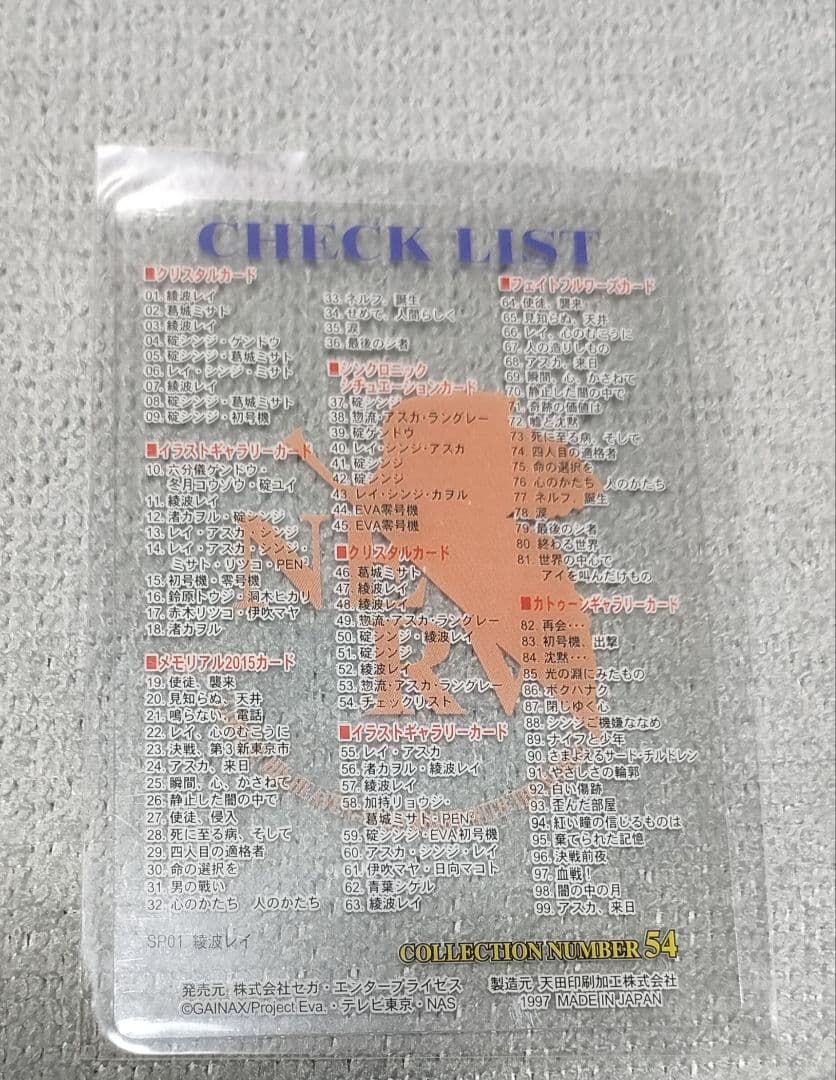 CHECK LIST
■クリスタルカード
01. 綾波レイ
02. 葛城ミサト
03. 綾波レイ
04. 碇シンジ・ゲンドウ
05. 碇シンジ・葛城ミサト
06. レイ・シンジ・ミサト
07. 綾波レイ
08. 碇シンジ・葛城ミサト
09. 碇シンジ・初号機
■イラストギャラリーカード
10. 六分儀ゲンドウ・
冬月コウゾウ・碇ユイ
11. 綾波レイ
12. 渚カヲル・碇シンジ
13. レイ・アスカ・シンジ
14. レイ・アスカ・シンジ・
ミサト・リツコ・PEN²
15. 初号機・零号機
16. 鈴原トウジ・洞木ヒカリ
17. 赤木リツコ・伊吹マヤ
18. 渚カヲル
■メモリアル2015カード
19. 使徒、襲来
20. 見知らぬ、天井
21. 鳴らない、電話
22. レイ、心のむこうに
23. 決戦、第3新東京市
24. アスカ、来日
25. 瞬間、心、かさねて
26. 静止した闇の中で
27. 使徒、侵入
28. 死に至る病、そして
29. 四人目の適格者
30. 命の選択を
31. 男の戦い
32. 心のかたち 人のかたち
33. ネルフ、誕生
34. せめて、人間らしく
35. 涙
36. 最後のシ者
■シンクロニック
シチュエーションカード
37. 碇シンジ
38. 惣流・アスカ・ラングレー
39. 碇ゲンドウ
40. レイ・シンジ・アスカ
41. 碇シンジ
42. 碇シンジ
43. レイ・シンジ・カヲル
44. EVA零号機
45. EVA零号機
■クリスタルカード
46. 葛城ミサト
47. 綾波レイ
48. 綾波レイ
49. 惣流・アスカ・ラングレー
50. 碇シンジ・綾波レイ
51. 碇シンジ
52. 綾波レイ
53. 惣流・アスカ・ラングレー
54. チェックリスト
■イラストギャラリーカード
55. レイ・アスカ
56. 渚カヲル・綾波レイ
57. 綾波レイ
58. 加持リョウジ・
葛城ミサト・PEN²
59. 碇シンジ・EVA初号機
60. アスカ・シンジ・レイ
61. 伊吹マヤ・日向マコト
62. 青葉シゲル
63. 綾波レイ
■フェイトフルワーズカード
64. 使徒、襲来
65. 見知らぬ、天井
66. レイ、心のむこうに
67. 人の造りしもの
68. アスカ、来日
69. 瞬間、心、かさねて
70. 静止した闇の中で
71. 奇跡の価値は
72. 嘘と沈黙
73. 死に至る病、そして
74. 四人目の適格者
75. 命の選択を
76. 心のかたち 人のかたち
77. ネルフ、誕生
78. 涙
79. 最後のシ者
80. 終わる世界
81. 世界の中心で
アイを叫んだけもの
■カトゥーンギャラリーカード
82. 再会・・・
83. 初号機、出撃
84. 沈黙・・・
85. 光の淵にみたもの
86. ボクハナク
87. 閉じゆく心
88. シンジご機嫌ななめ
89. ナイフと少年
90. さまよえるサード・チルドレン
91. やさしさの輪郭
92. 白い傷跡
93. 歪んだ部屋
94. 紅い瞳の信じるものは
95. 棄てられた記憶
96. 決戦前夜
97. 血戦!
98. 闇の中の月
99. アスカ、来日
NERV
SP01 綾波レイ
COLLECTION NUMBER 54
発売元 株式会社セガ・エンタープライゼス
©GAINAX/Project Eva.・テレビ東京・NAS
製造元 天田印刷加工株式会社
1997 MADE IN JAPAN